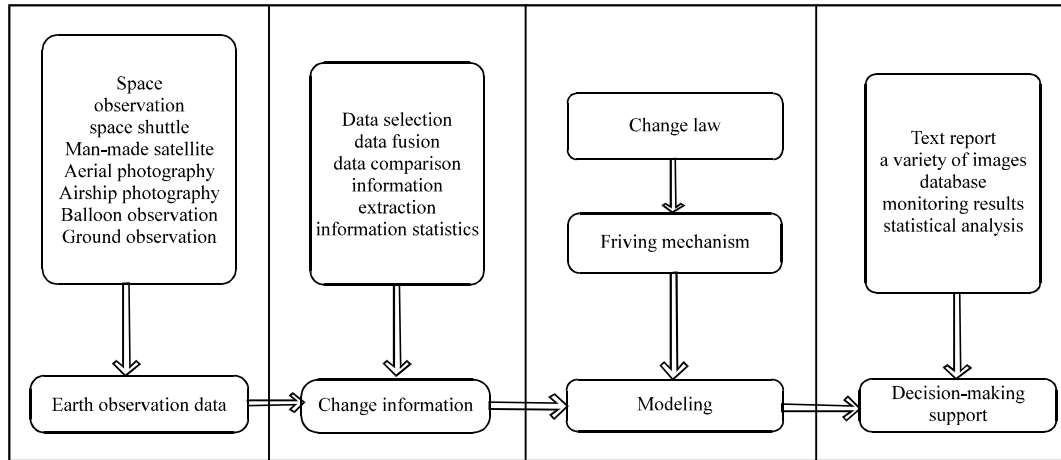 Space
observation
space shuttle
Man-made satellite
Aerial photography
Airship photography
Balloon observation
Ground observation
Earth observation data
Data selection
data fusion
data comparison
information
extraction
information statistics
Change information
Change law
Friving mechanism
Modeling
Text report
a variety of images
database
monitoring results
statistical analysis
Decision-making
support